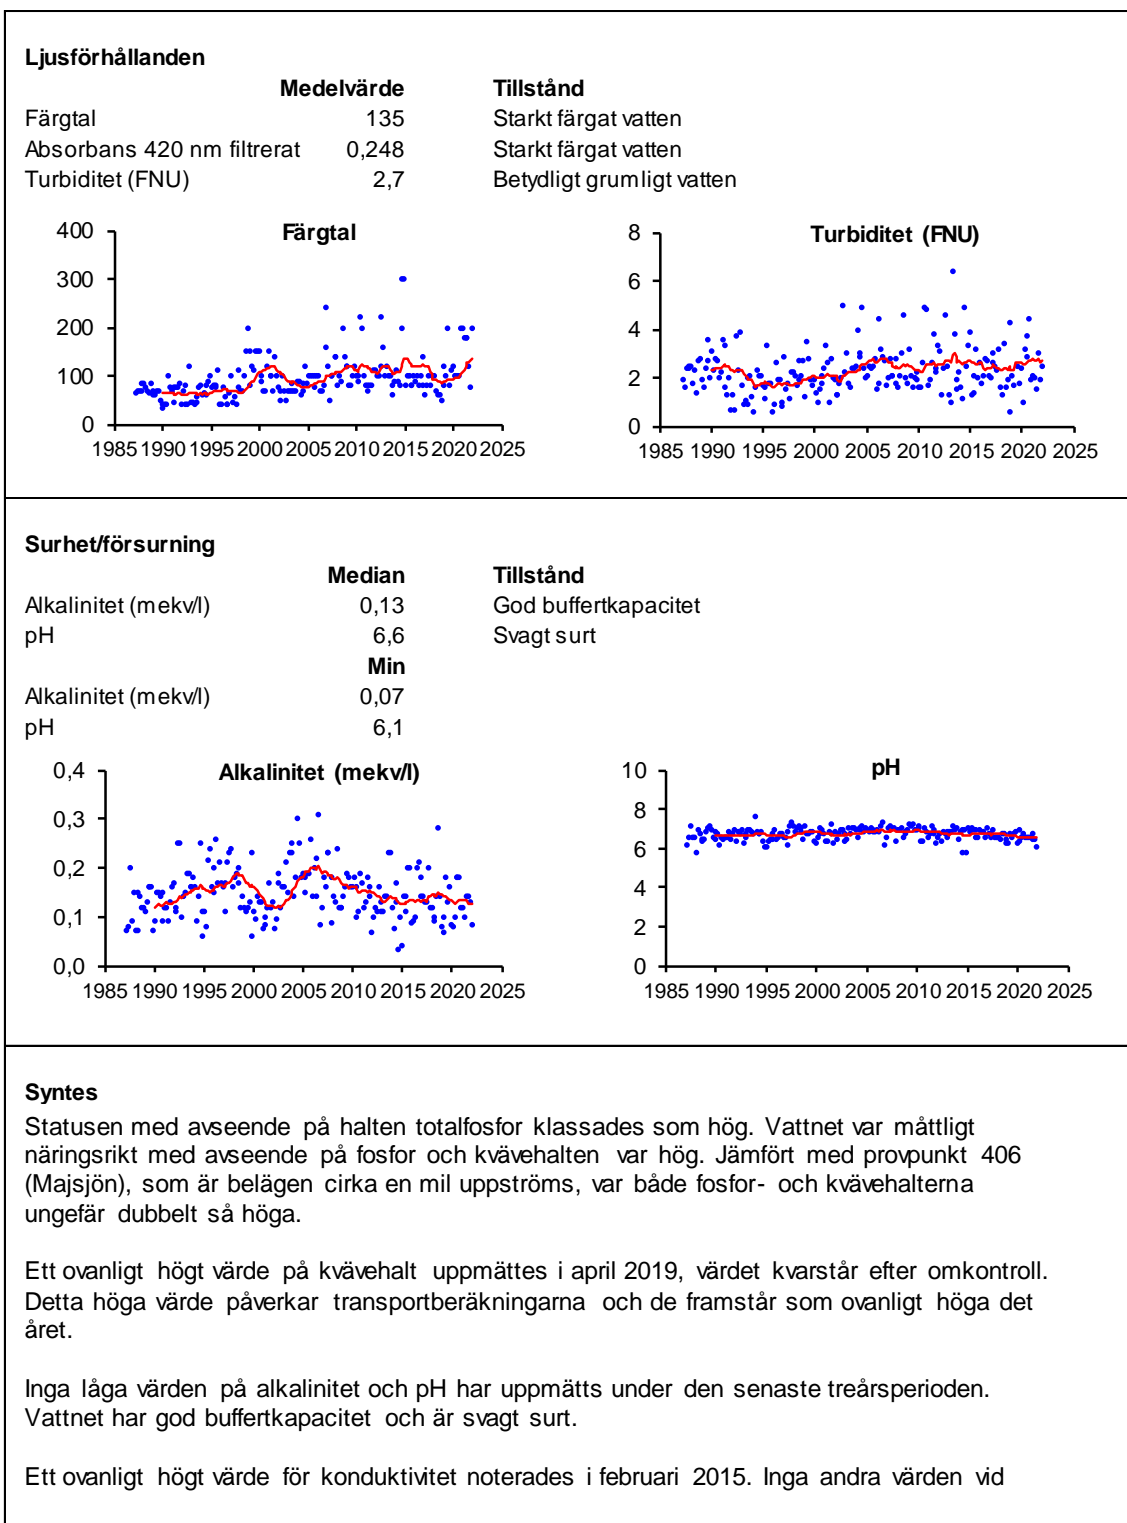 Ljusförhållanden
Medelvärde Tillstånd
Färgtal 135 Starkt färgat vatten
Absorbans 420 nm filtrerat 0,248 Starkt färgat vatten
Turbiditet (FNU) 2,7 Betydligt grumligt vatten
Färgtal
400
300
200
100
0
1985 1990 1995 2000 2005 2010 2015 2020 2025
Turbiditet (FNU)
8
6
4
2
0
1985 1990 1995 2000 2005 2010 2015 2020 2025
Surhet/försurning
Median Tillstånd
Alkalinitet (mekv/l) 0,13 God buffertkapacitet
pH 6,6 Svagt surt
Min
Alkalinitet (mekv/l) 0,07
pH 6,1
Alkalinitet (mekv/l)
0,4
0,3
0,2
0,1
0,0
1985 1990 1995 2000 2005 2010 2015 2020 2025
pH
10
8
6
4
2
0
1985 1990 1995 2000 2005 2010 2015 2020 2025
Syntes
Statusen med avseende på halten totalfosfor klassades som hög. Vattnet var måttligt
näringsrikt med avseende på fosfor och kvävehalten var hög. Jämfört med provpunkt 406
(Majsjön), som är belägen cirka en mil uppströms, var både fosfor- och kvävehalterna
ungefär dubbelt så höga.
Ett ovanligt högt värde på kvävehalt uppmättes i april 2019, värdet kvarstår efter omkontroll.
Detta höga värde påverkar transportberäkningarna och de framstår som ovanligt höga det
året.
Inga låga värden på alkalinitet och pH har uppmätts under den senaste treårsperioden.
Vattnet har god buffertkapacitet och är svagt surt.
Ett ovanligt högt värde för konduktivitet noterades i februari 2015. Inga andra värden vid